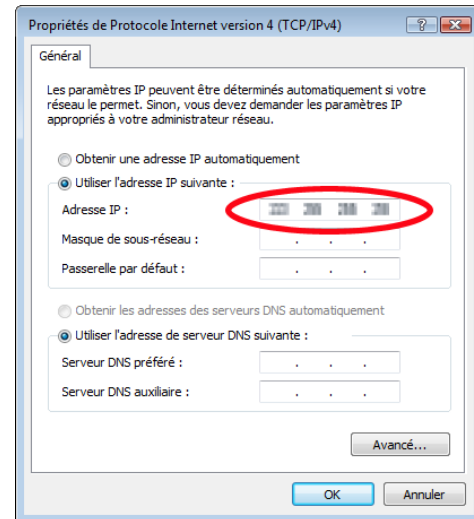 Propriétés de Protocole Internet version 4 (TCP/IPv4)
Général
Les paramètres IP peuvent être déterminés automatiquement si votre
réseau le permet. Sinon, vous devez demander les paramètres IP
appropriés à votre administrateur réseau.
Obtenir une adresse IP automatiquement
Utiliser l'adresse IP suivante :
Adresse IP :
Masque de sous-réseau : . . .
Passerelle par défaut : . . .
Obtenir les adresses des serveurs DNS automatiquement
Utiliser l'adresse de serveur DNS suivante :
Serveur DNS préféré : . . .
Serveur DNS auxiliaire : . . .
Avancé...
OK Annuler